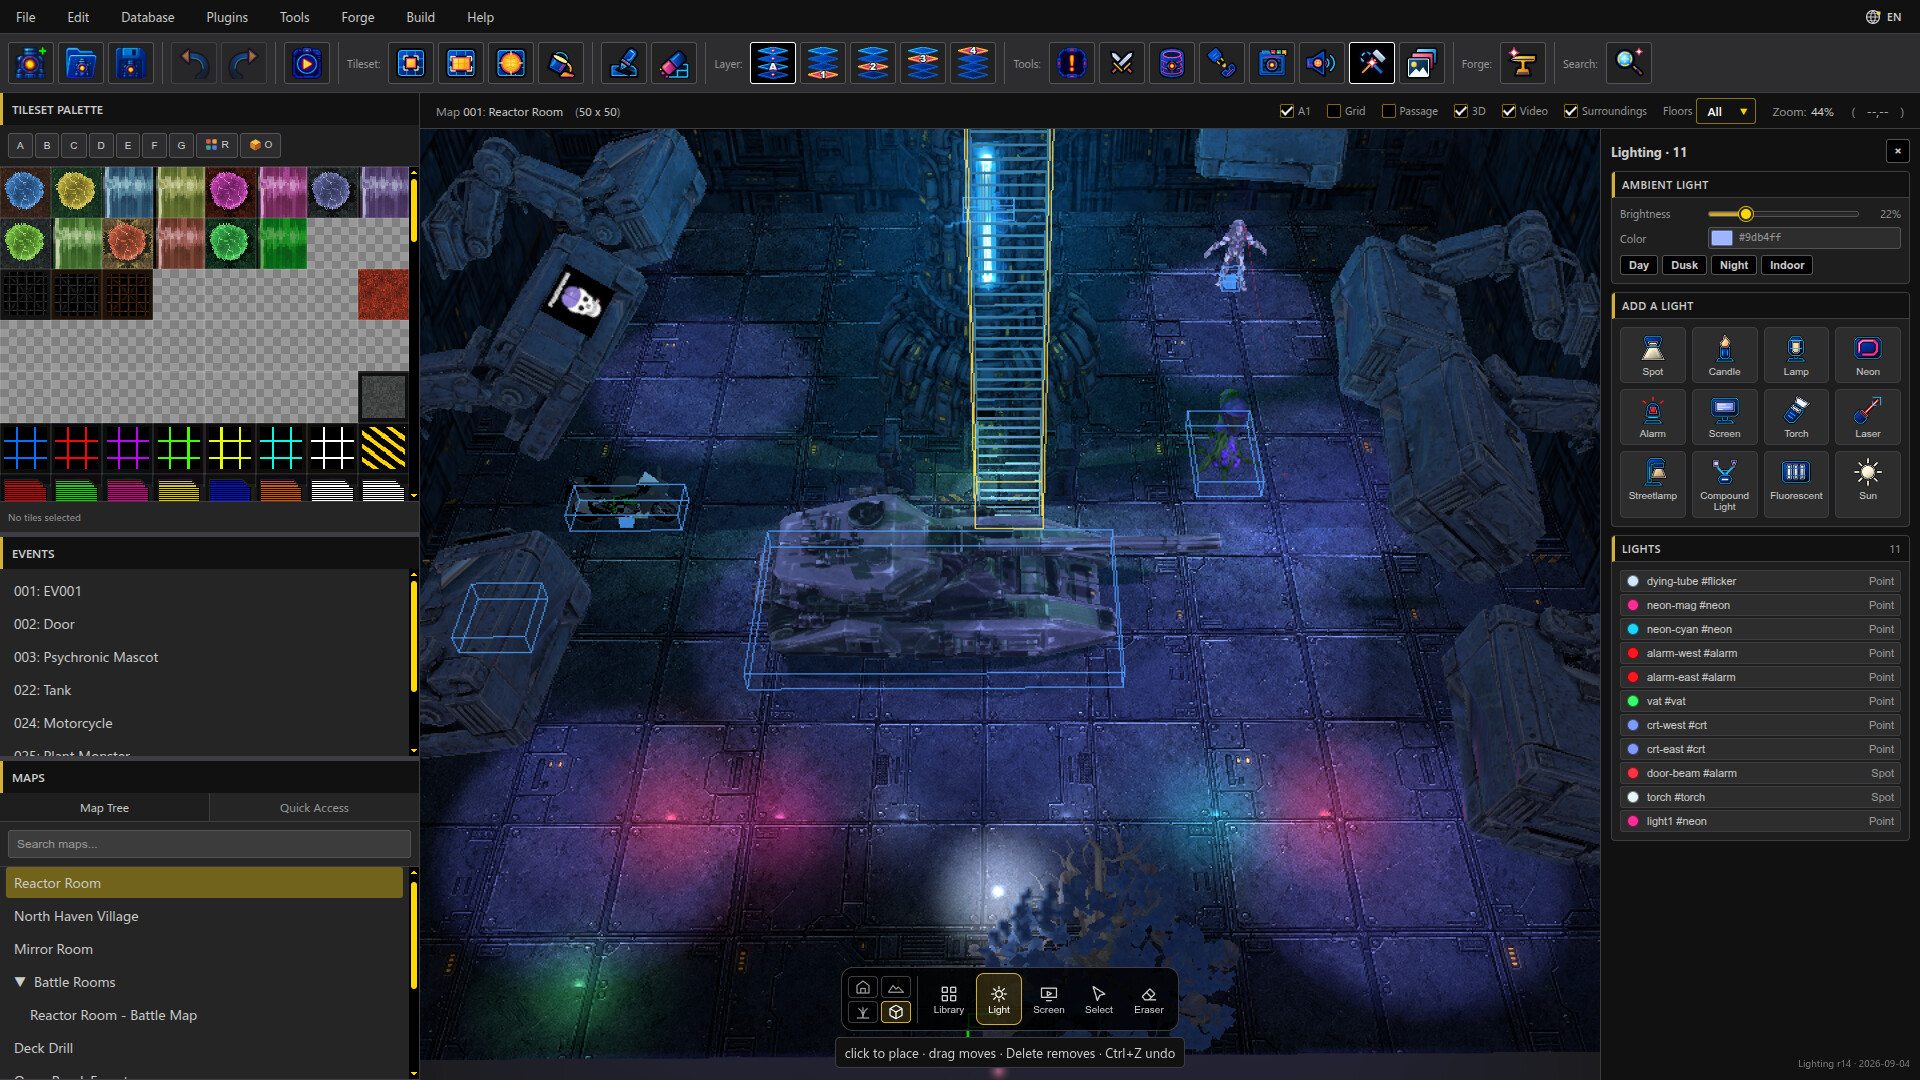 File Edit Database Plugins Tools Forge Build Help EN
Tileset: Layer: A 1 2 3 4 Tools: Forge: Search:
TILESET PALETTE
Map 001: Reactor Room (50 x 50) A1 Grid Passage 3D Video Surroundings Floors All Zoom: 44% ( --,-- )
A B C D E F G R O
No tiles selected
EVENTS
001: EV001
002: Door
003: Psychronic Mascot
022: Tank
024: Motorcycle
025: Plant Monster
MAPS
Map Tree Quick Access
Search maps...
Reactor Room
North Haven Village
Mirror Room
▼ Battle Rooms
Reactor Room - Battle Map
Deck Drill
Library Light Screen Select Eraser
click to place · drag moves · Delete removes · Ctrl+Z undo
Lighting · 11 ×
AMBIENT LIGHT
Brightness 22%
Color #9db4ff
Day Dusk Night Indoor
ADD A LIGHT
Spot Candle Lamp Neon
Alarm Screen Torch Laser
Streetlamp Compound Light Fluorescent Sun
LIGHTS 11
dying-tube #flicker Point
neon-mag #neon Point
neon-cyan #neon Point
alarm-west #alarm Point
alarm-east #alarm Point
vat #vat Point
crt-west #crt Point
crt-east #crt Point
door-beam #alarm Spot
torch #torch Spot
light1 #neon Point
Lighting r14 · 2026-09-04